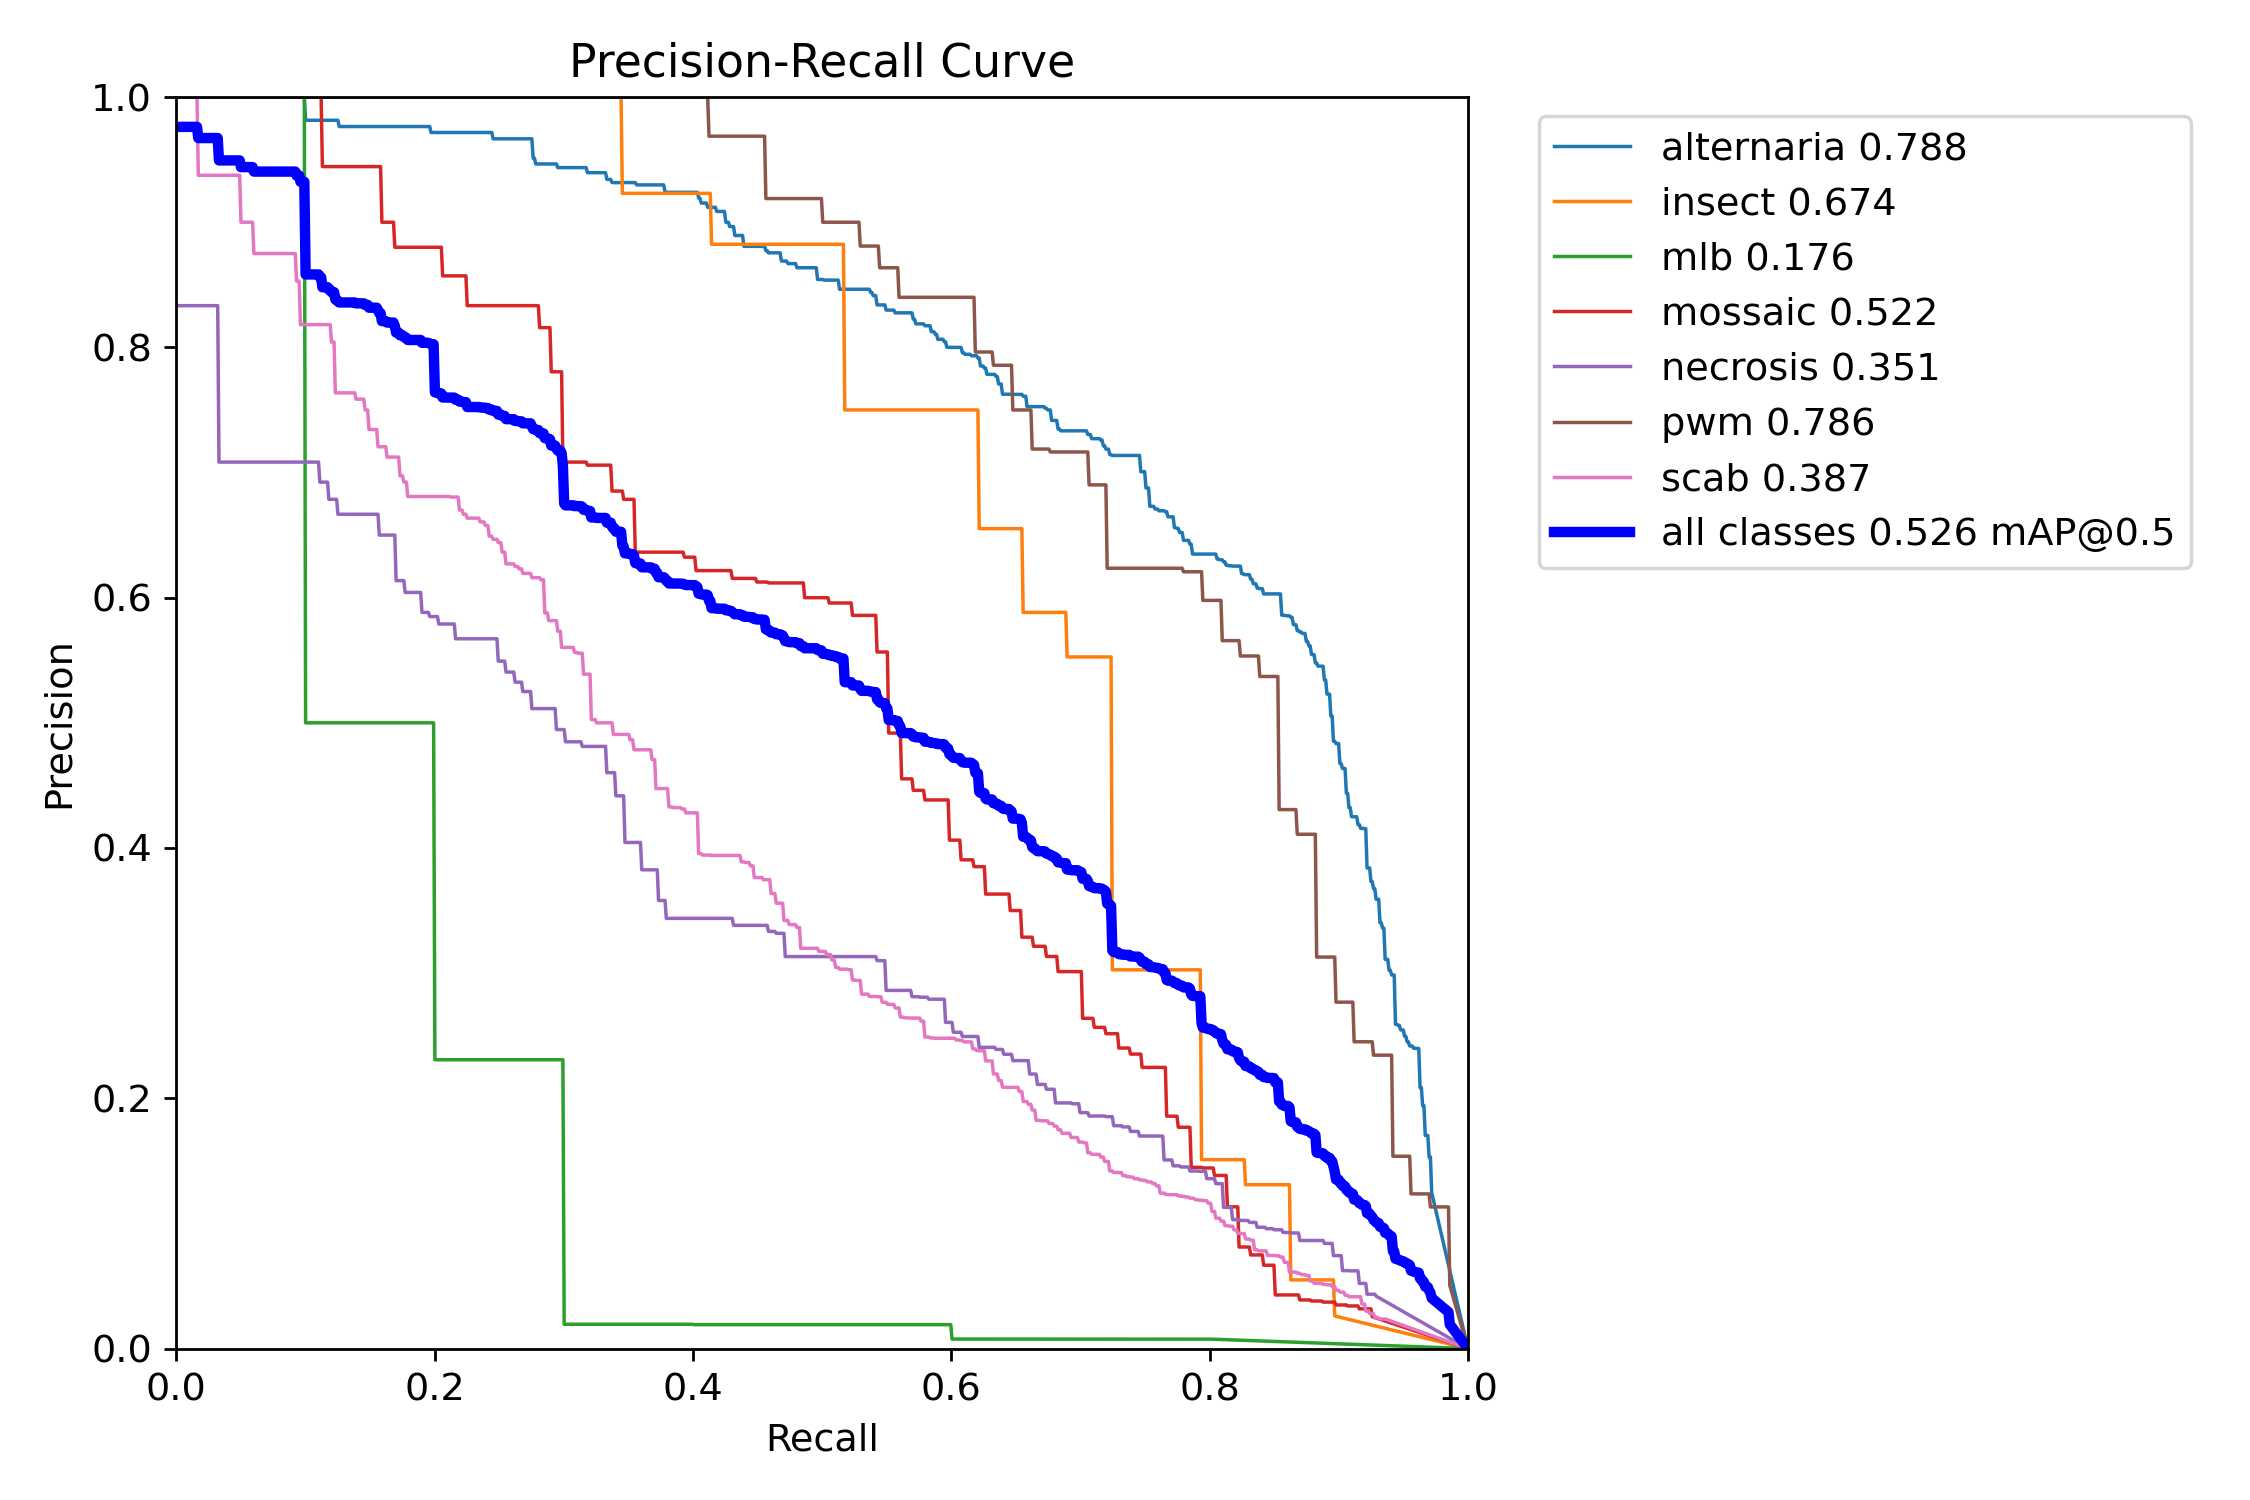 Precision-Recall Curve
1.0
0.8
0.6
0.4
0.2
0.0
Precision
0.0 0.2 0.4 0.6 0.8 1.0
Recall
alternaria 0.788
insect 0.674
mlb 0.176
mossaic 0.522
necrosis 0.351
pwm 0.786
scab 0.387
all classes 0.526 mAP@0.5